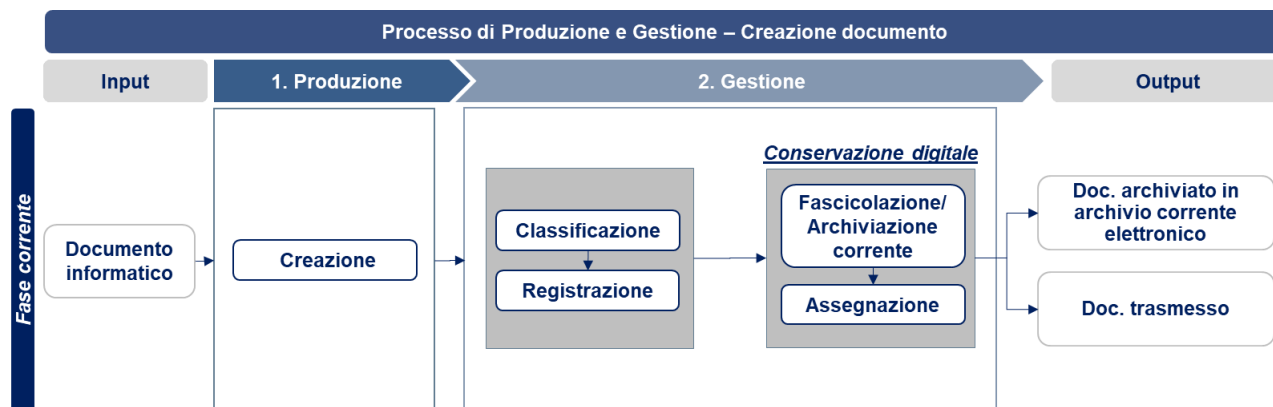 Processo di Produzione e Gestione – Creazione documento
Input
1. Produzione
2. Gestione
Output
Fase corrente
Documento
informatico
Creazione
Classificazione
Registrazione
Conservazione digitale
Fascicolazione/
Archiviazione
corrente
Assegnazione
Doc. archiviato in
archivio corrente
elettronico
Doc. trasmesso